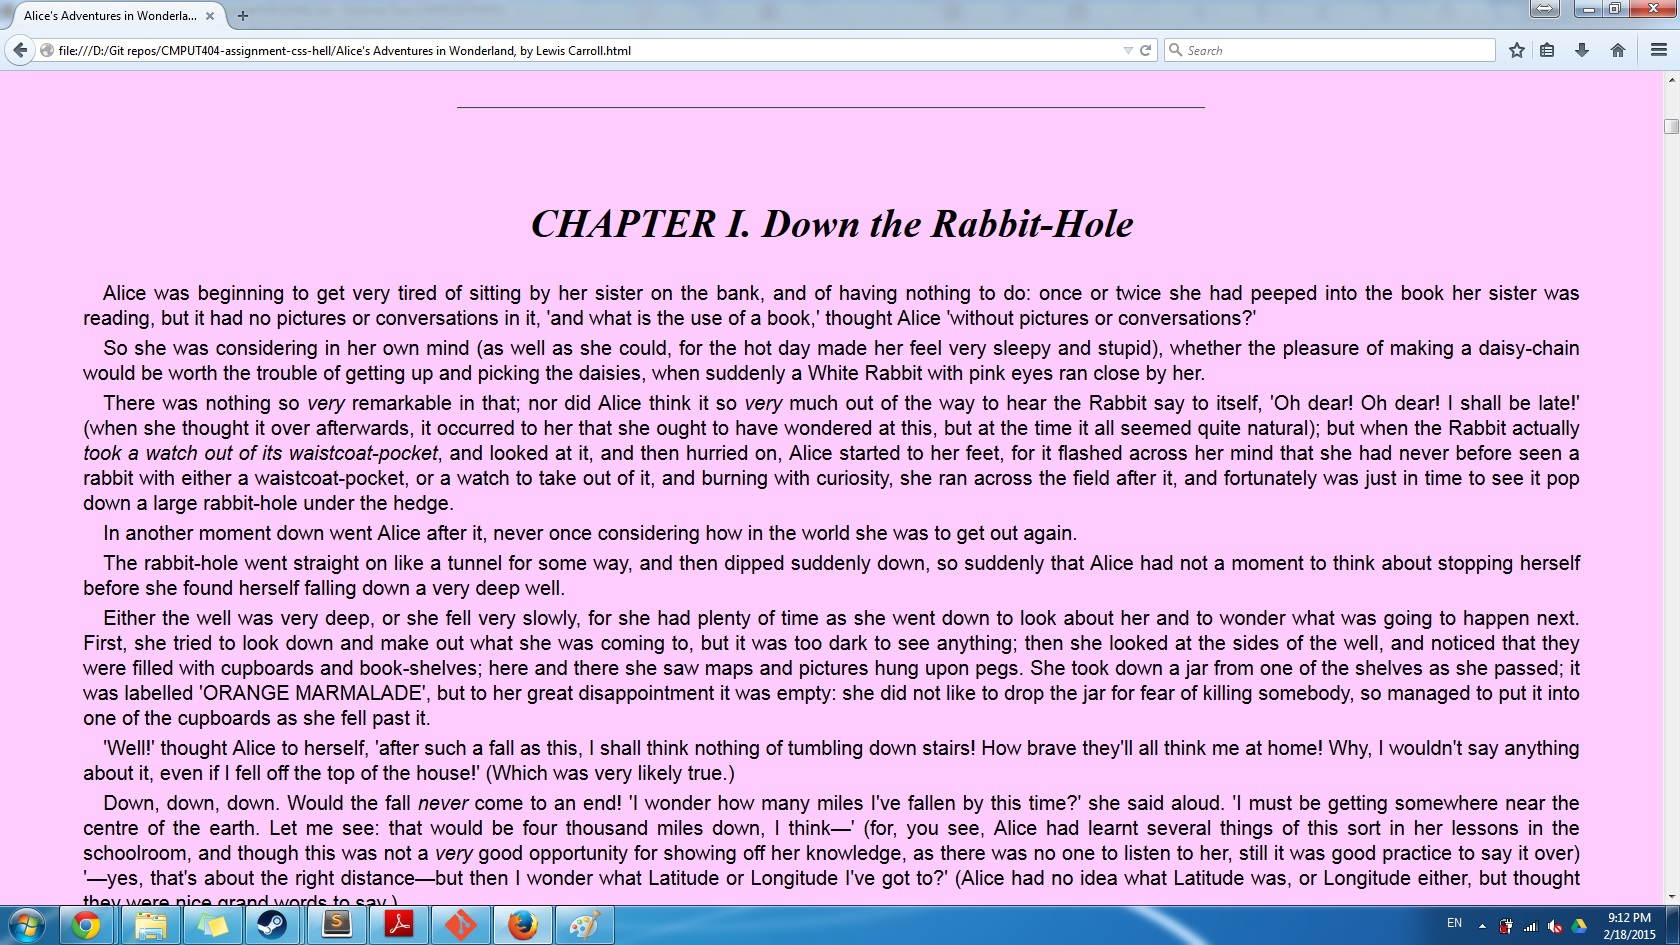 Alice's Adventures in Wonderla...
file:///D:/Git repos/CMPUT404-assignment-css-hell/Alice's Adventures in Wonderland, by Lewis Carroll.html
Search
CHAPTER I. Down the Rabbit-Hole
Alice was beginning to get very tired of sitting by her sister on the bank, and of having nothing to do: once or twice she had peeped into the book her sister was
reading, but it had no pictures or conversations in it, 'and what is the use of a book,' thought Alice 'without pictures or conversations?'
So she was considering in her own mind (as well as she could, for the hot day made her feel very sleepy and stupid), whether the pleasure of making a daisy-chain
would be worth the trouble of getting up and picking the daisies, when suddenly a White Rabbit with pink eyes ran close by her.
There was nothing so very remarkable in that; nor did Alice think it so very much out of the way to hear the Rabbit say to itself, 'Oh dear! Oh dear! I shall be late!'
(when she thought it over afterwards, it occurred to her that she ought to have wondered at this, but at the time it all seemed quite natural); but when the Rabbit actually
took a watch out of its waistcoat-pocket, and looked at it, and then hurried on, Alice started to her feet, for it flashed across her mind that she had never before seen a
rabbit with either a waistcoat-pocket, or a watch to take out of it, and burning with curiosity, she ran across the field after it, and fortunately was just in time to see it pop
down a large rabbit-hole under the hedge.
In another moment down went Alice after it, never once considering how in the world she was to get out again.
The rabbit-hole went straight on like a tunnel for some way, and then dipped suddenly down, so suddenly that Alice had not a moment to think about stopping herself
before she found herself falling down a very deep well.
Either the well was very deep, or she fell very slowly, for she had plenty of time as she went down to look about her and to wonder what was going to happen next.
First, she tried to look down and make out what she was coming to, but it was too dark to see anything; then she looked at the sides of the well, and noticed that they
were filled with cupboards and book-shelves; here and there she saw maps and pictures hung upon pegs. She took down a jar from one of the shelves as she passed; it
was labelled 'ORANGE MARMALADE', but to her great disappointment it was empty: she did not like to drop the jar for fear of killing somebody, so managed to put it into
one of the cupboards as she fell past it.
'Well!' thought Alice to herself, 'after such a fall as this, I shall think nothing of tumbling down stairs! How brave they'll all think me at home! Why, I wouldn't say anything
about it, even if I fell off the top of the house!' (Which was very likely true.)
Down, down, down. Would the fall never come to an end! 'I wonder how many miles I've fallen by this time?' she said aloud. 'I must be getting somewhere near the
centre of the earth. Let me see: that would be four thousand miles down, I think—' (for, you see, Alice had learnt several things of this sort in her lessons in the
schoolroom, and though this was not a very good opportunity for showing off her knowledge, as there was no one to listen to her, still it was good practice to say it over)
'—yes, that's about the right distance—but then I wonder what Latitude or Longitude I've got to?' (Alice had no idea what Latitude was, or Longitude either, but thought
they were nice grand words to say.)
S
EN
9:12 PM
2/18/2015